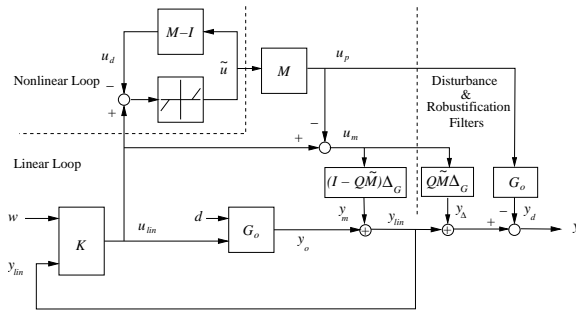 M-I
u_d
ũ
M
u_p
−
+
Nonlinear Loop
Disturbance
&
Robustification
Filters
Linear Loop
−
+
u_m
(I − QM̃)Δ_G
QM̃Δ_G
G_o
w
K
u_lin
d
G_o
y_o
y_m
+
y_lin
y_Δ
+
+
−
y_d
y
y_lin